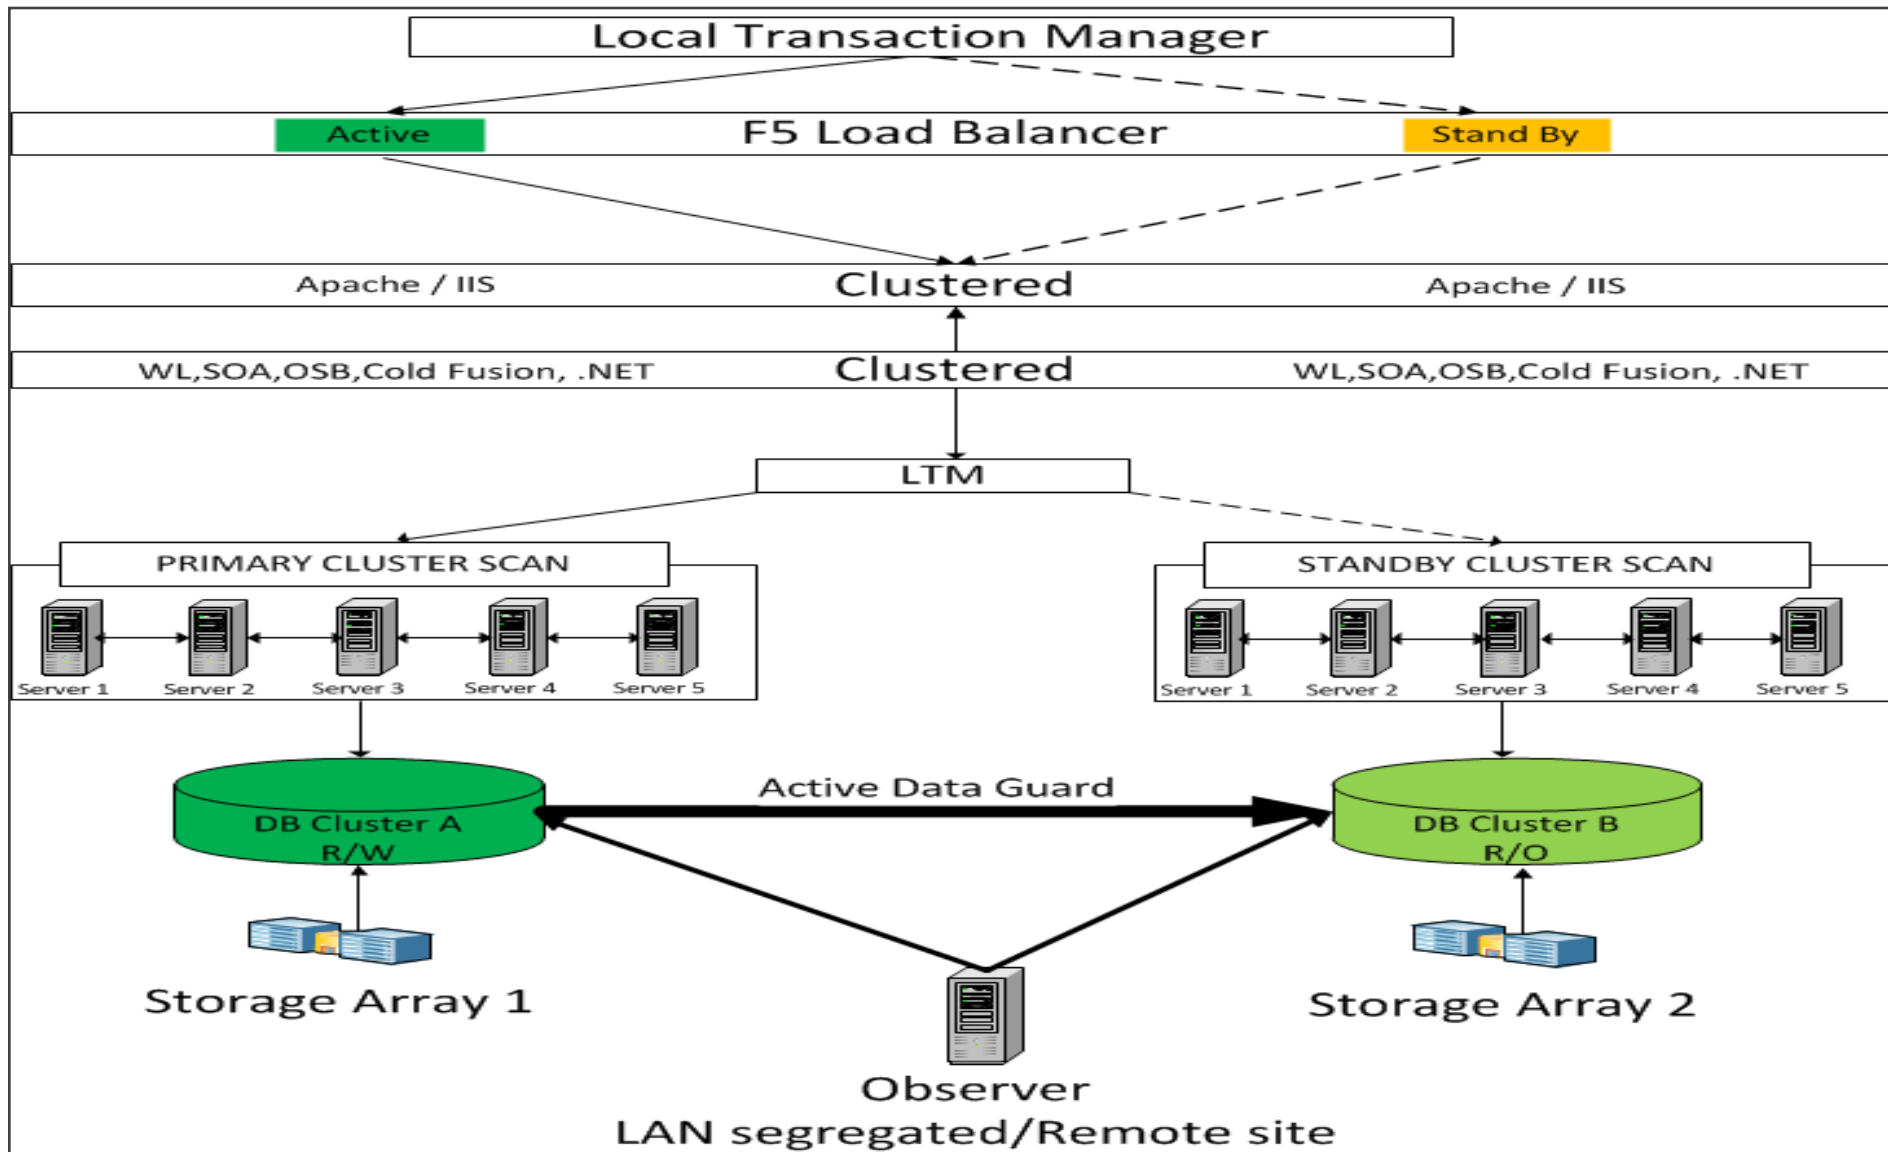 Local Transaction Manager
Active
F5 Load Balancer
Stand By
Apache / IIS
Clustered
Apache / IIS
WL,SOA,OSB,Cold Fusion, .NET
Clustered
WL,SOA,OSB,Cold Fusion, .NET
LTM
PRIMARY CLUSTER SCAN
STANDBY CLUSTER SCAN
Server 1
Server 2
Server 3
Server 4
Server 5
Server 1
Server 2
Server 3
Server 4
Server 5
Active Data Guard
DB Cluster A
R/W
DB Cluster B
R/O
Storage Array 1
Storage Array 2
Observer
LAN segregated/Remote site